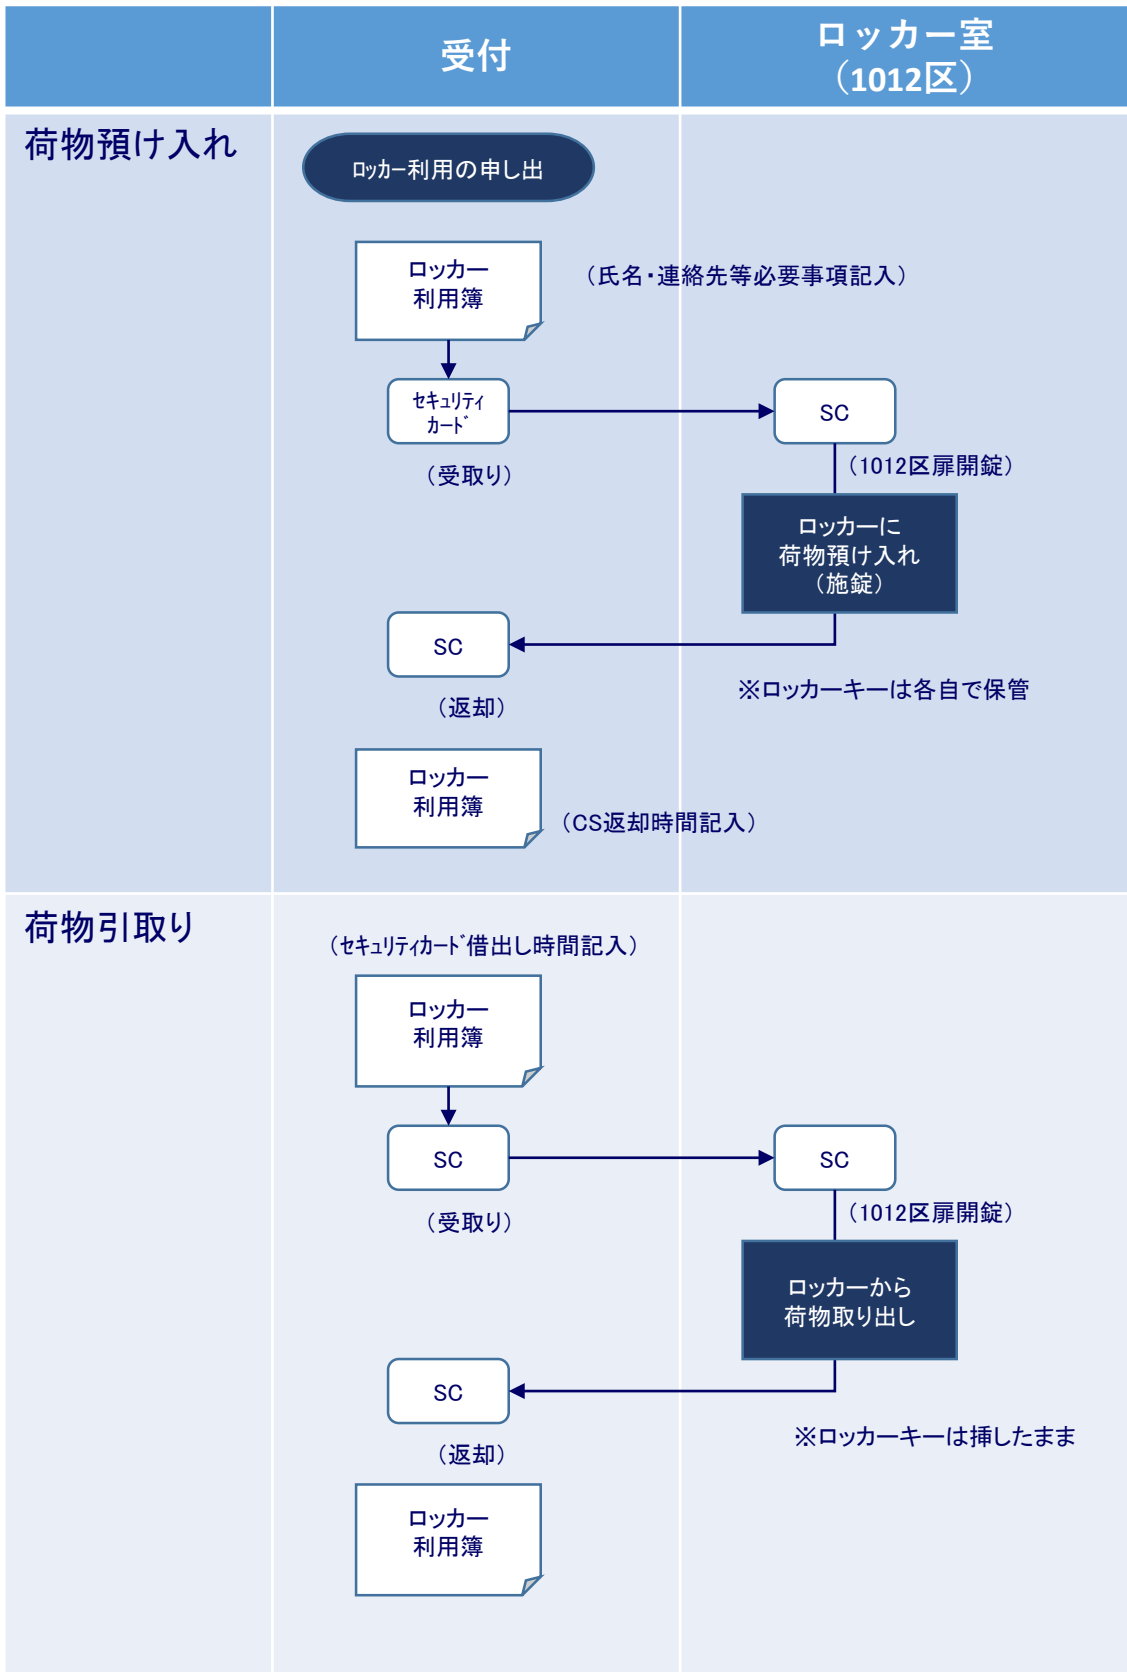 受付
ロッカー室
（1012区）
荷物預け入れ
ﾛｯｶｰ利用の申し出
ロッカー
利用簿
（氏名・連絡先等必要事項記入）
ｾｷｭﾘﾃｨ
ｶｰﾄﾞ
SC
（受取り）
（1012区扉開錠）
ロッカーに
荷物預け入れ
（施錠）
SC
（返却）
※ロッカーキーは各自で保管
ロッカー
利用簿
（CS返却時間記入）
荷物引取り
（ｾｷｭﾘﾃｨｶｰﾄﾞ借出し時間記入）
ロッカー
利用簿
SC
SC
（受取り）
（1012区扉開錠）
ロッカーから
荷物取り出し
SC
（返却）
※ロッカーキーは挿したまま
ロッカー
利用簿